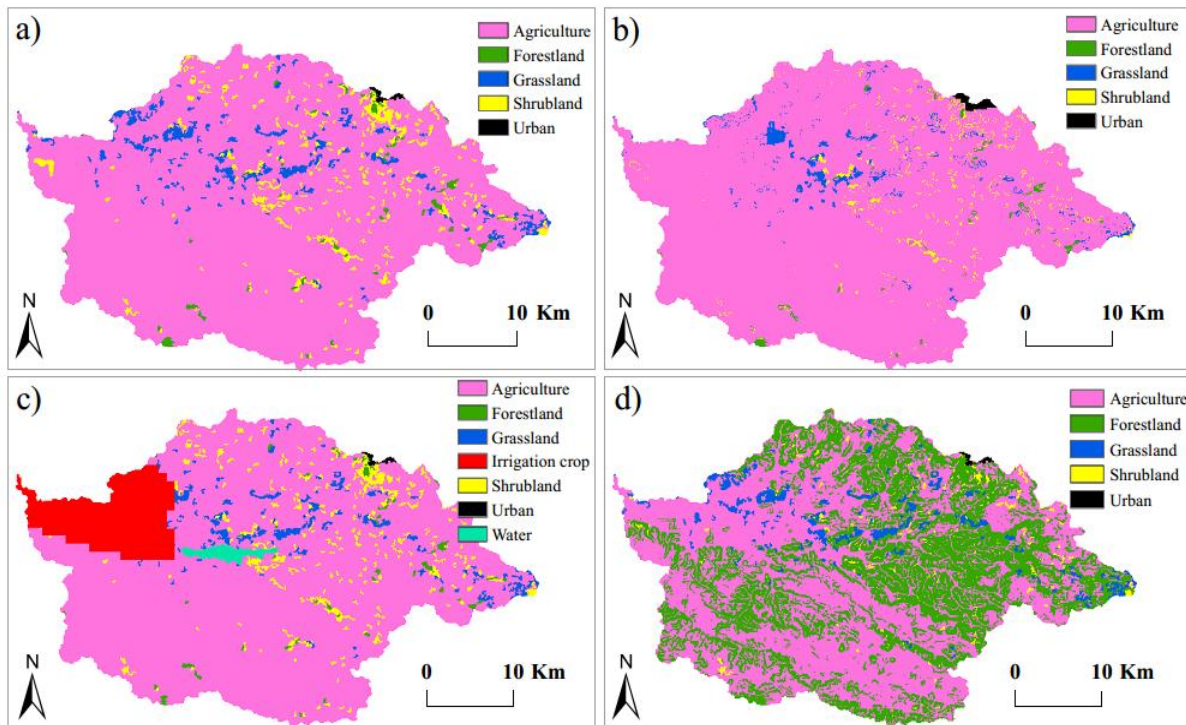 a)
Agriculture
Forestland
Grassland
Shrubland
Urban
N
0 10 Km
b)
Agriculture
Forestland
Grassland
Shrubland
Urban
N
0 10 Km
c)
Agriculture
Forestland
Grassland
Irrigation crop
Shrubland
Urban
Water
N
0 10 Km
d)
Agriculture
Forestland
Grassland
Shrubland
Urban
N
0 10 Km